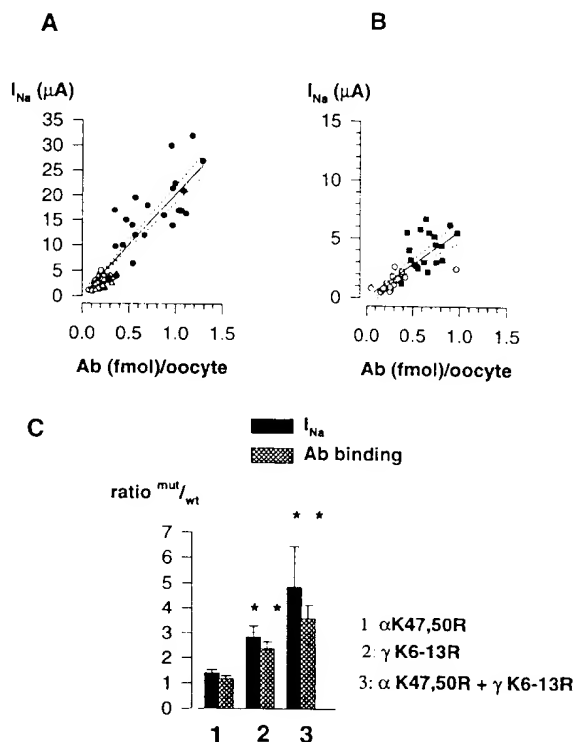 A
B
I_Na (μA)
I_Na (μA)
35
30
25
20
15
10
5
0
15
10
5
0
0.0 0.5 1.0 1.5
0.0 0.5 1.0 1.5
Ab (fmol)/oocyte
Ab (fmol)/oocyte
C
I_Na
Ab binding
ratio mut/wt
7
6
5
4
3
2
1
0
* *
* *
1 αK47,50R
2: γ K6-13R
3: α K47,50R + γ K6-13R
1 2 3